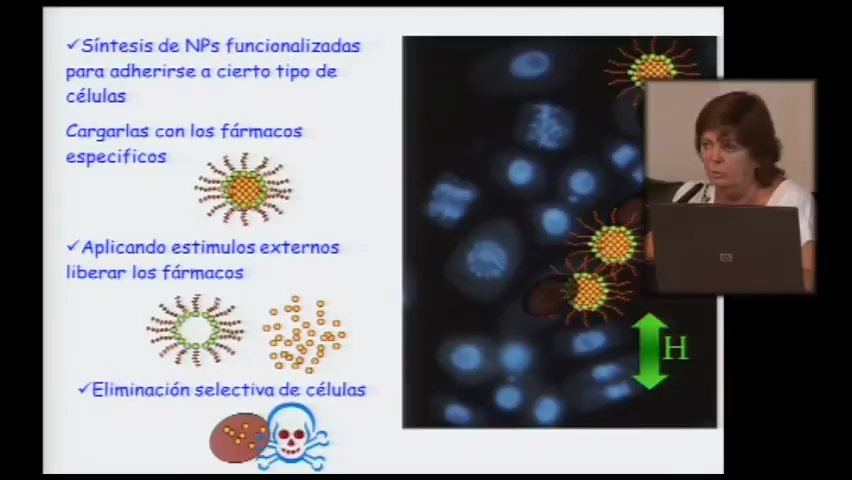 ✓Síntesis de NPs funcionalizadas
para adherirse a cierto tipo de
células
Cargarlas con los fármacos
especificos
✓Aplicando estimulos externos
liberar los fármacos
✓Eliminación selectiva de células
H